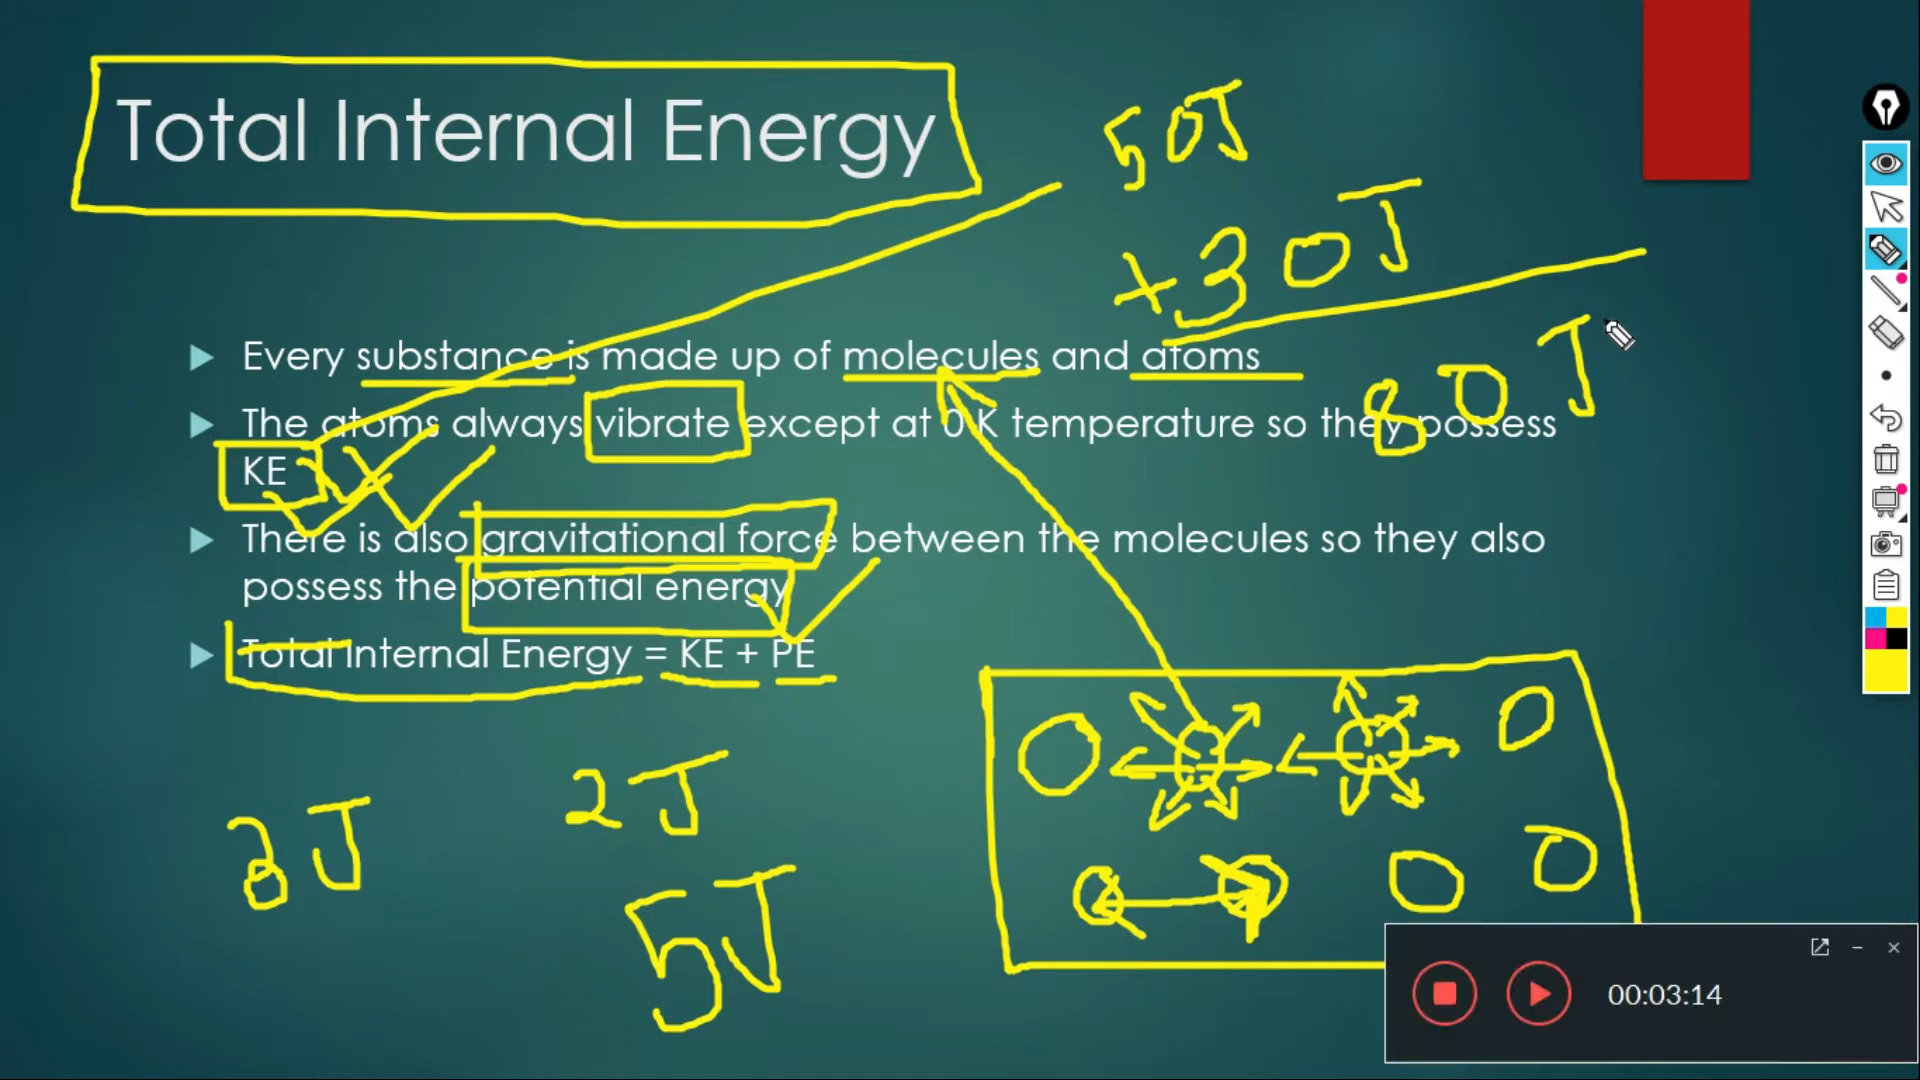 Total Internal Energy
50J
+30J
80J
Every substance is made up of molecules and atoms
The atoms always vibrate except at 0 K temperature so they possess
KE
There is also gravitational force between the molecules so they also
possess the potential energy
Total Internal Energy = KE + PE
2J
2J
5J
00:03:14